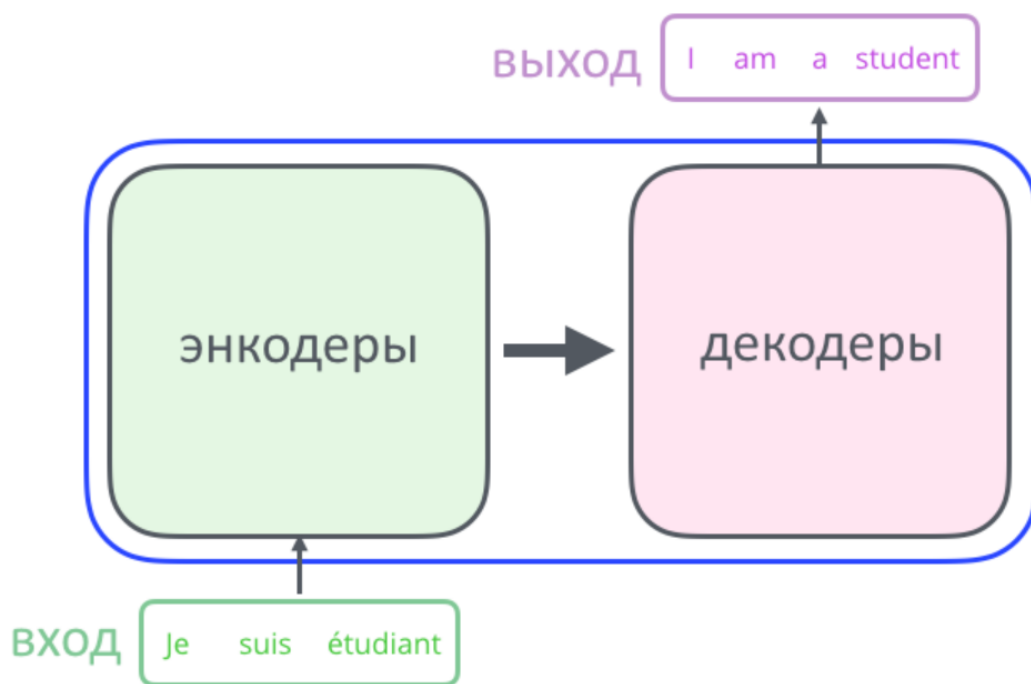 выход
I am a student
энкодеры
декодеры
вход
Je suis étudiant